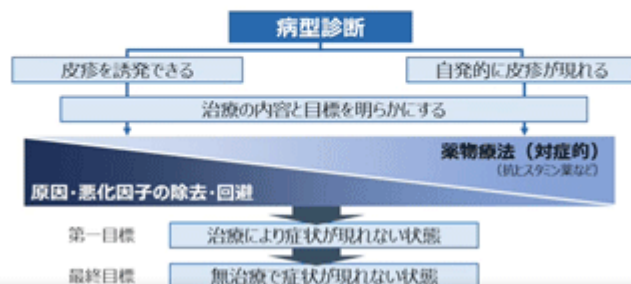 病型診断
皮疹を誘発できる
自発的に皮疹が現れる
治療の内容と目標を明らかにする
薬物療法（対症的）
（抗ヒスタミン薬など）
原因・悪化因子の除去・回避
第一目標
治療により症状が現れない状態
最終目標
無治療で症状が現れない状態